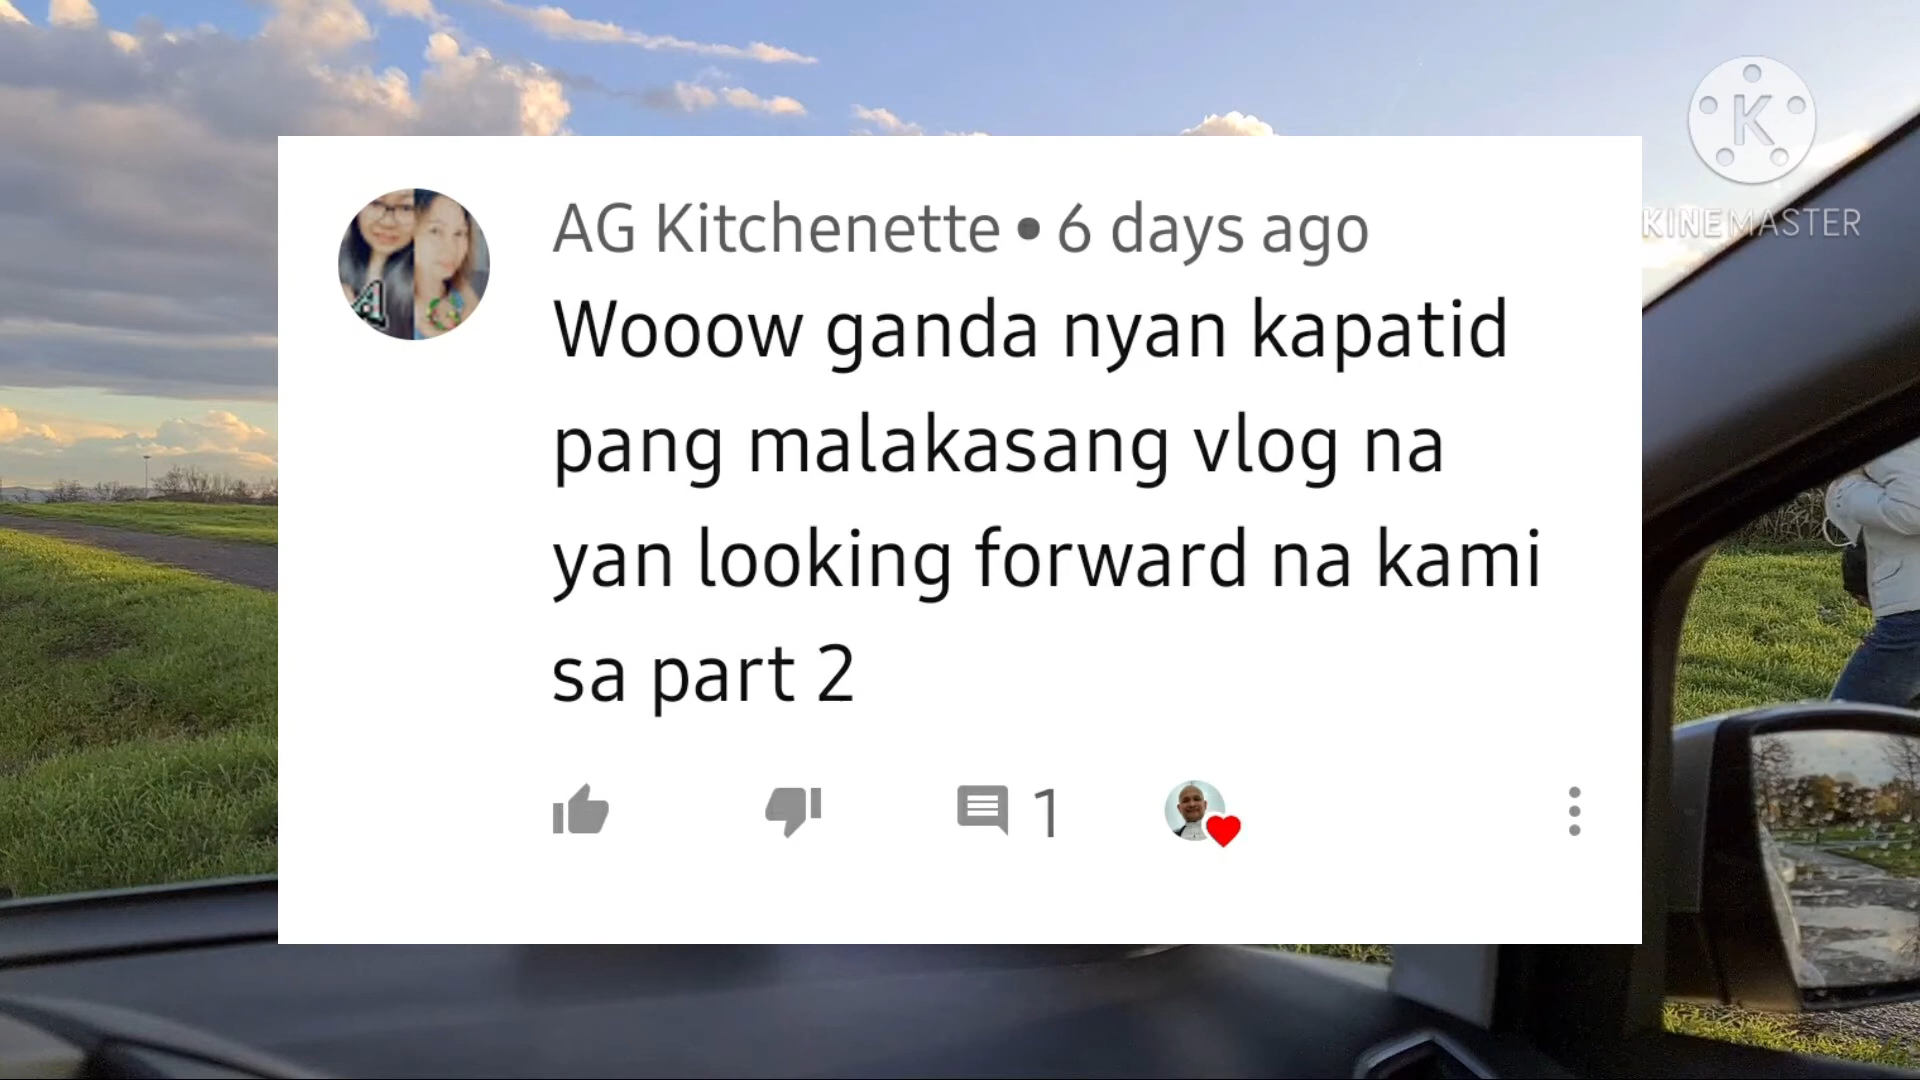 AG Kitchenette • 6 days ago
Wooow ganda nyan kapatid
pang malakasang vlog na
yan looking forward na kami
sa part 2
1
K
KINEMASTER
A